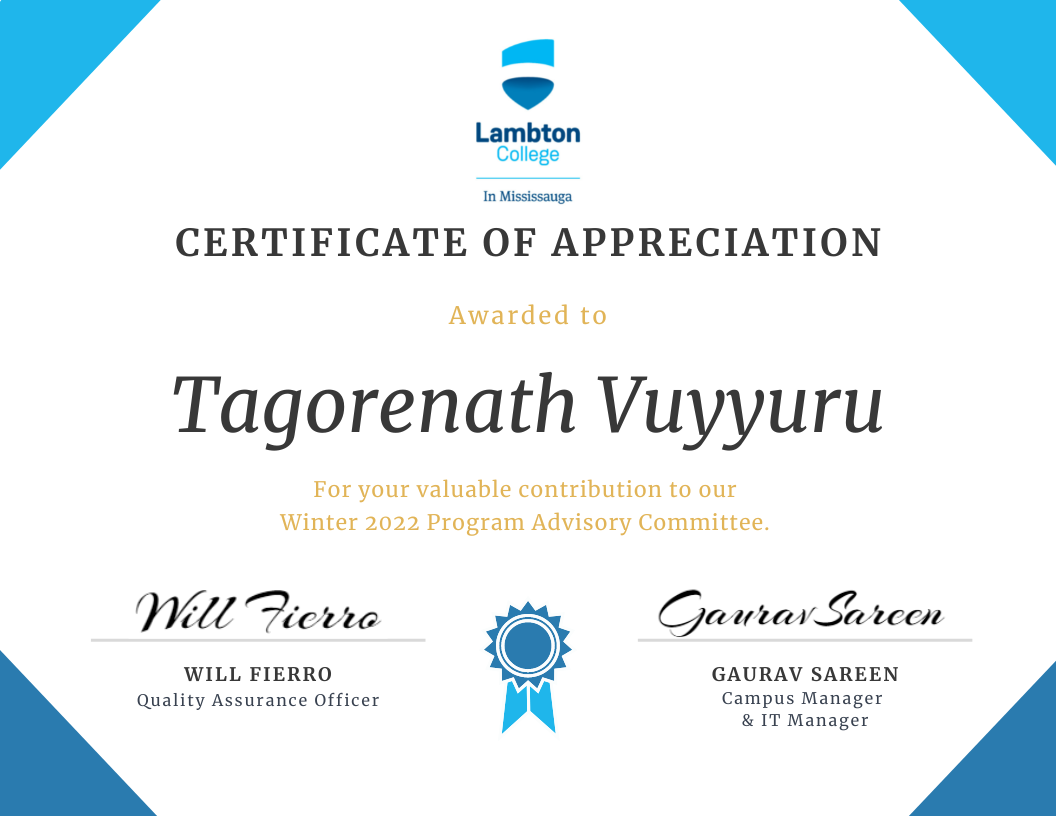 Lambton
College
In Mississauga
CERTIFICATE OF APPRECIATION
Awarded to
Tagorenath Vuyyuru
For your valuable contribution to our
Winter 2022 Program Advisory Committee.
Will Fierro
Gaurav Sareen
WILL FIERRO
Quality Assurance Officer
GAURAV SAREEN
Campus Manager
& IT Manager